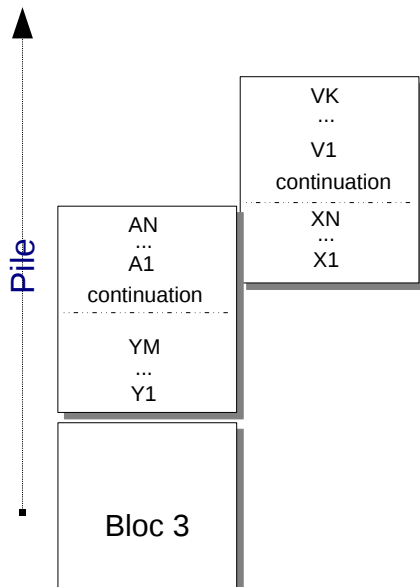 Pile
VK
...
V1
continuation
XN
...
X1
AN
...
A1
continuation
YM
...
Y1
Bloc 3